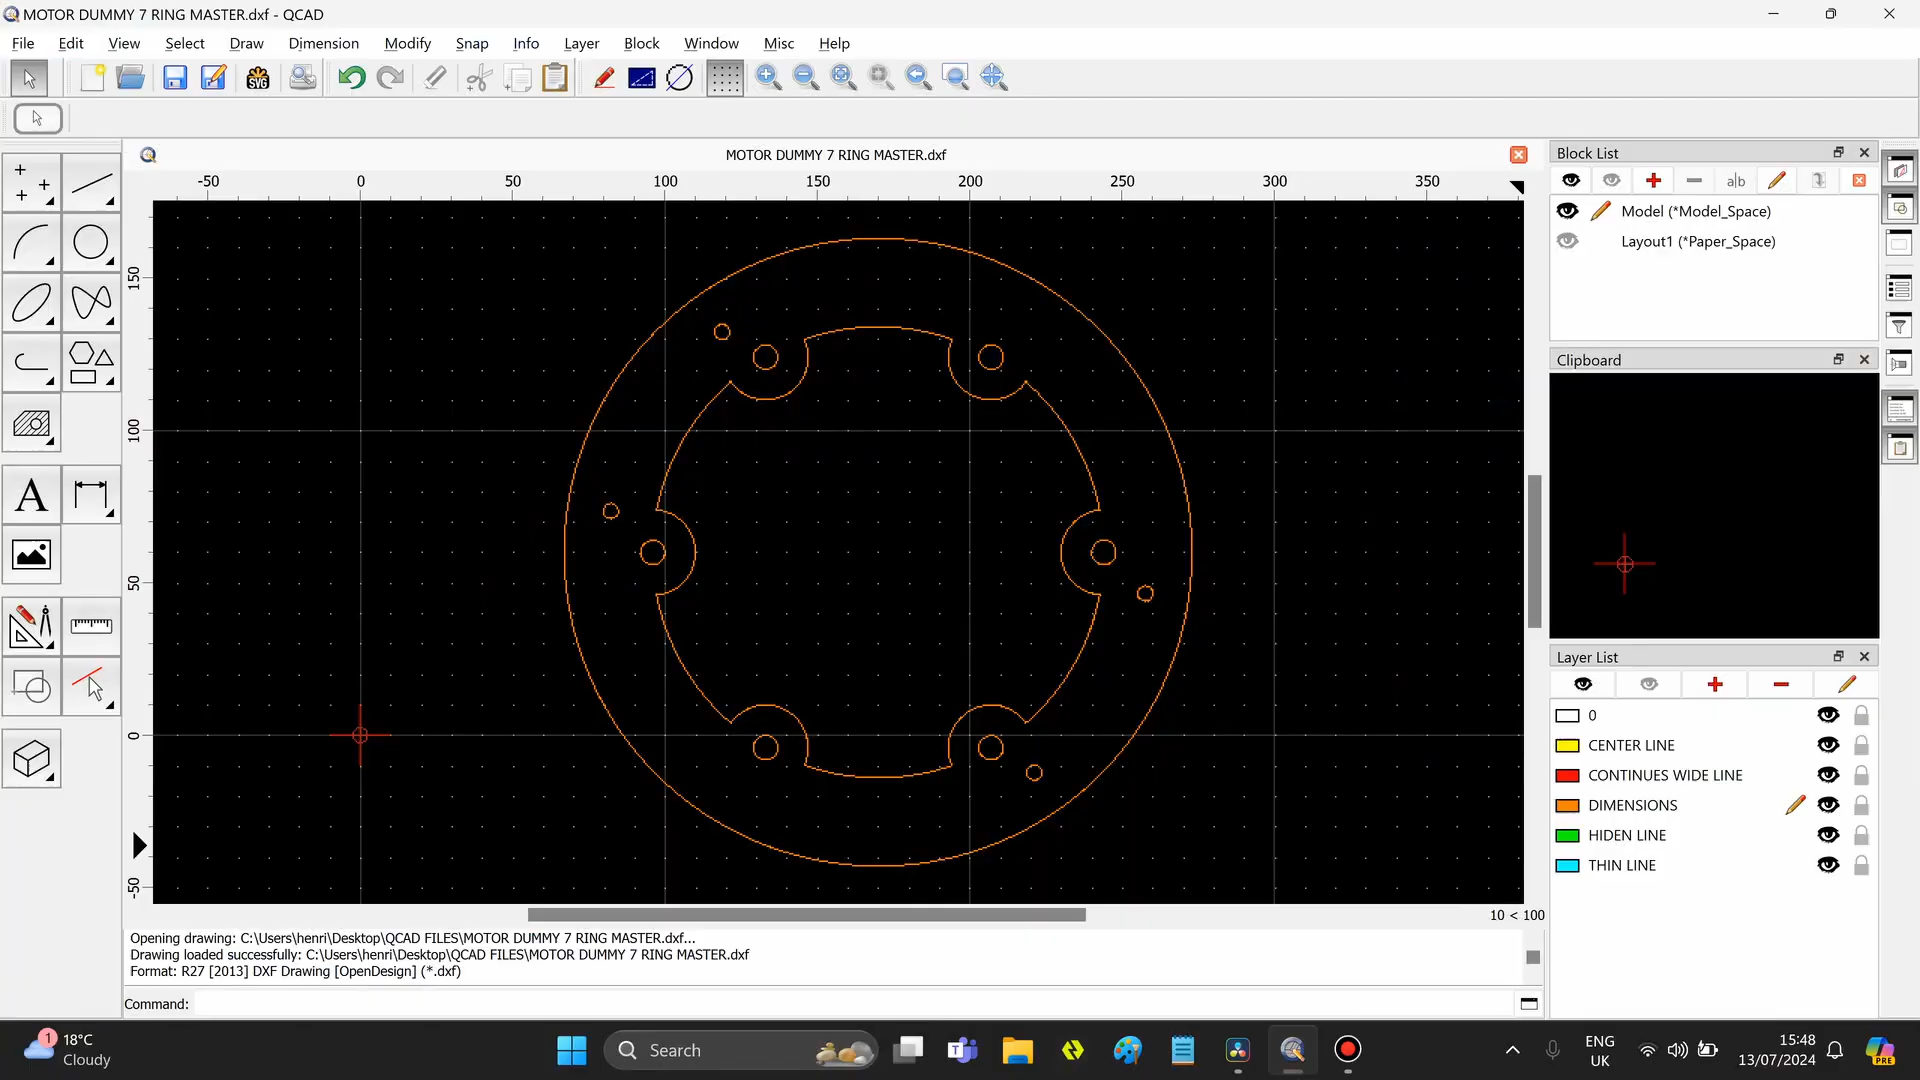 MOTOR DUMMY 7 RING MASTER.dxf - QCAD
File Edit View Select Draw Dimension Modify Snap Info Layer Block Window Misc Help
SVG
MOTOR DUMMY 7 RING MASTER.dxf
-50 0 50 100 150 200 250 300 350
150
100
50
0
-50
A
10 < 100
Opening drawing: C:\Users\henri\Desktop\QCAD FILES\MOTOR DUMMY 7 RING MASTER.dxf...
Drawing loaded successfully: C:\Users\henri\Desktop\QCAD FILES\MOTOR DUMMY 7 RING MASTER.dxf
Format: R27 [2013] DXF Drawing [OpenDesign] (*.dxf)
Command:
Block List
a|b
Model (*Model_Space)
Layout1 (*Paper_Space)
Clipboard
Layer List
0
CENTER LINE
CONTINUES WIDE LINE
DIMENSIONS
HIDEN LINE
THIN LINE
1
18°C
Cloudy
Search
ENG
UK
15:48
13/07/2024
PRE